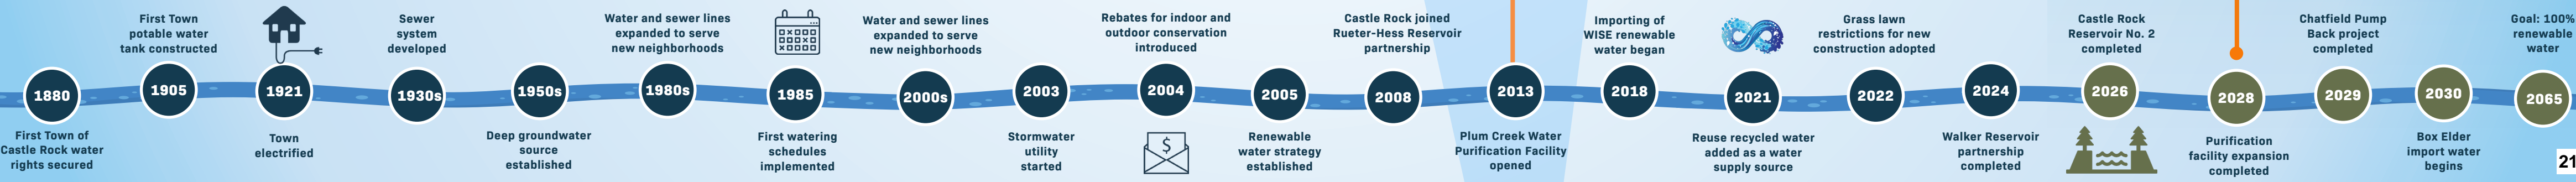 1880
First Town of
Castle Rock water
rights secured
First Town
potable water
tank constructed
1905
1921
Town
electrified
Sewer
system
developed
1930s
1950s
Deep groundwater
source
established
Water and sewer lines
expanded to serve
new neighborhoods
1980s
1985
First watering
schedules
implemented
Water and sewer lines
expanded to serve
new neighborhoods
2000s
2003
Stormwater
utility
started
Rebates for indoor and
outdoor conservation
introduced
2004
$
2005
Renewable
water strategy
established
Castle Rock joined
Rueter-Hess Reservoir
partnership
2008
2013
Plum Creek Water
Purification Facility
opened
Importing of
WISE renewable
water began
2018
2021
Reuse recycled water
added as a water
supply source
Grass lawn
restrictions for new
construction adopted
2022
2024
Walker Reservoir
partnership
completed
Castle Rock
Reservoir No. 2
completed
2026
2028
Purification
facility expansion
completed
Chatfield Pump
Back project
completed
2029
2030
Box Elder
import water
begins
Goal: 100%
renewable
water
2065
21